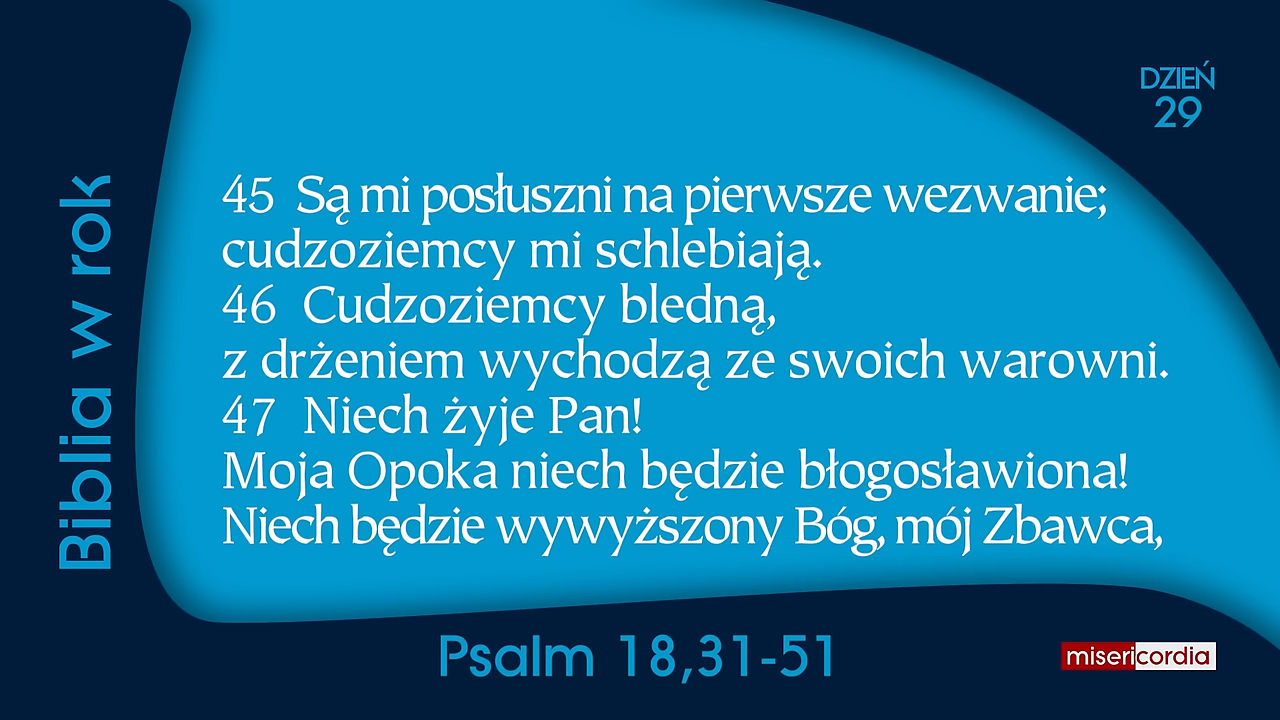 DZIEŃ
29
Biblia w rok
45 Są mi posłuszni na pierwsze wezwanie;
cudzoziemcy mi schlebiają.
46 Cudzoziemcy bledną,
z drżeniem wychodzą ze swoich warowni.
47 Niech żyje Pan!
Moja Opoka niech będzie błogosławiona!
Niech będzie wywyższony Bóg, mój Zbawca,
Psalm 18,31-51
misericordia